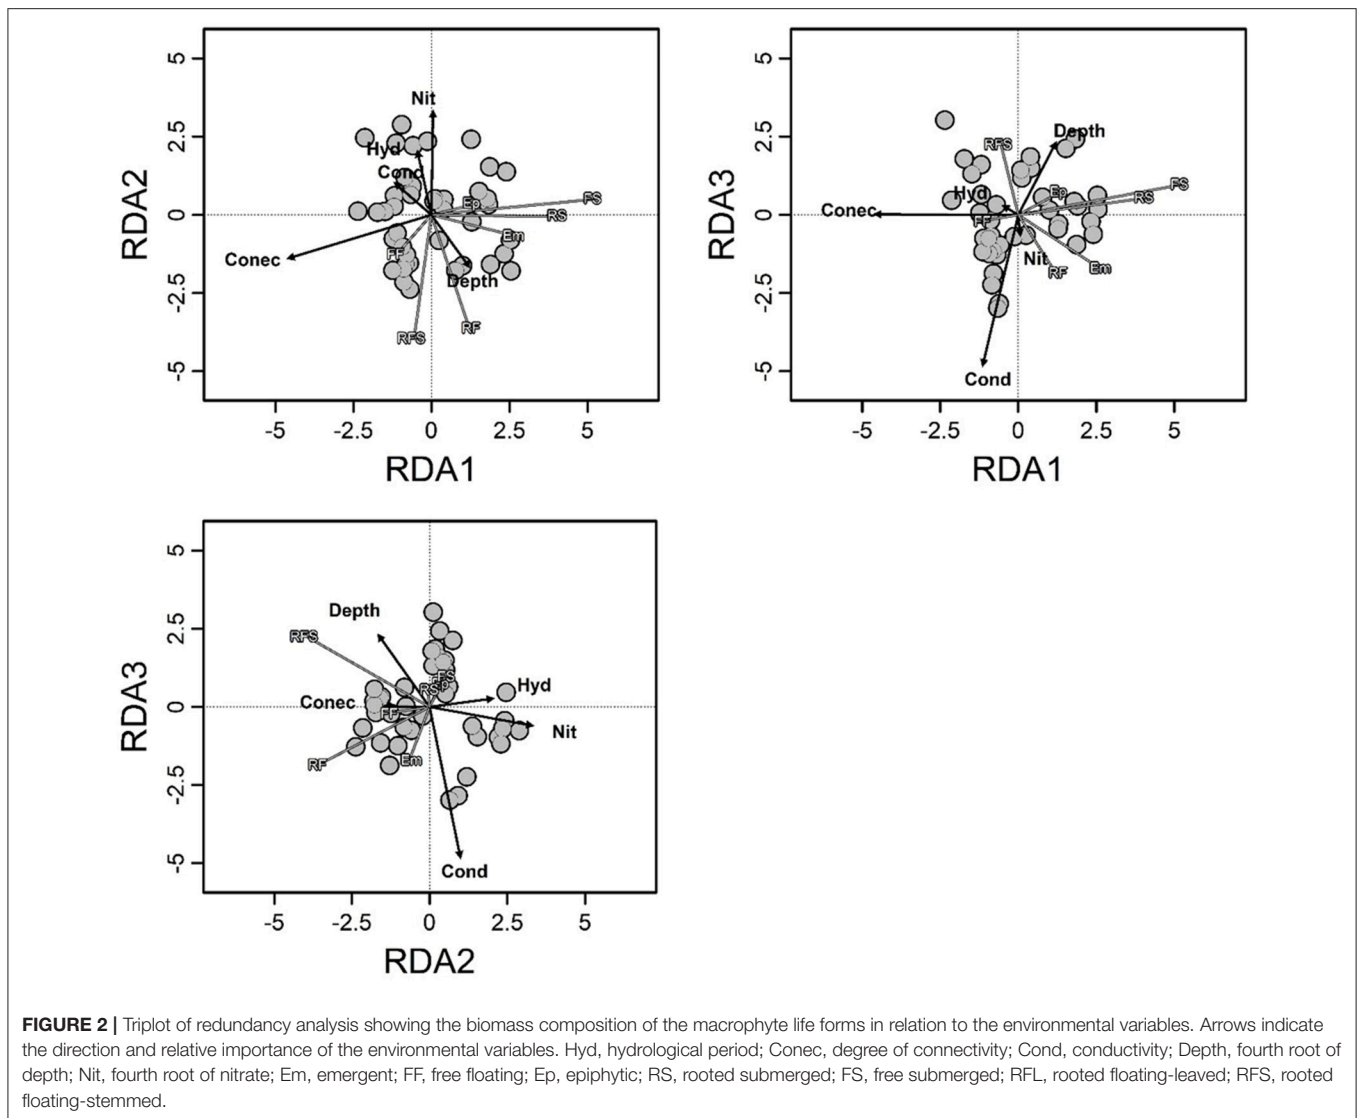 5
2.5
0
-2.5
-5
RDA2
Nit
Hyd
Cond
Ep
FS
RS
Em
FF
Conec
Depth
RFS
RF
-5
-2.5
0
2.5
5
RDA1
5
2.5
0
-2.5
-5
RDA3
RFS
Depth
Hyd
Ep
FS
RS
Conec
FF
Nit
RF
Em
Cond
-5
-2.5
0
2.5
5
RDA1
5
2.5
0
-2.5
-5
RDA3
Depth
RFS
FS
RS
Ep
Hyd
Conec
FF
Nit
RF
Em
Cond
-5
-2.5
0
2.5
5
RDA2
FIGURE 2 | Triplot of redundancy analysis showing the biomass composition of the macrophyte life forms in relation to the environmental variables. Arrows indicate
the direction and relative importance of the environmental variables. Hyd, hydrological period; Conec, degree of connectivity; Cond, conductivity; Depth, fourth root of
depth; Nit, fourth root of nitrate; Em, emergent; FF, free floating; Ep, epiphytic; RS, rooted submerged; FS, free submerged; RFL, rooted floating-leaved; RFS, rooted
floating-stemmed.